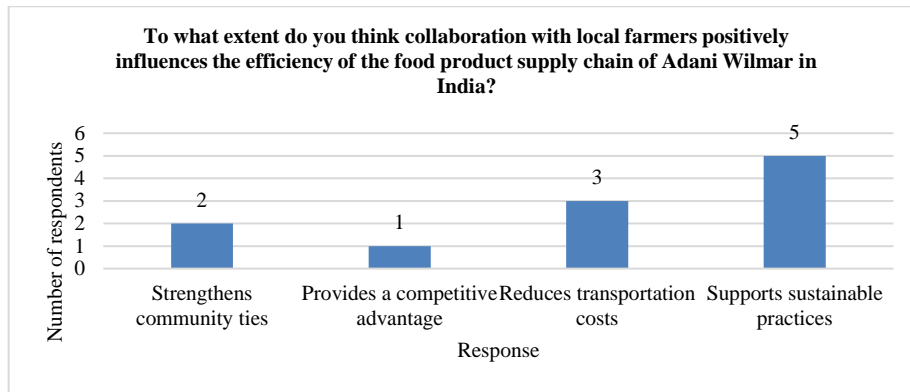 To what extent do you think collaboration with local farmers positively
influences the efficiency of the food product supply chain of Adani Wilmar in
India?
Number of respondents
6
5
4
3
2
1
0
2
1
3
5
Strengthens
community ties
Provides a competitive
advantage
Reduces transportation
costs
Supports sustainable
practices
Response